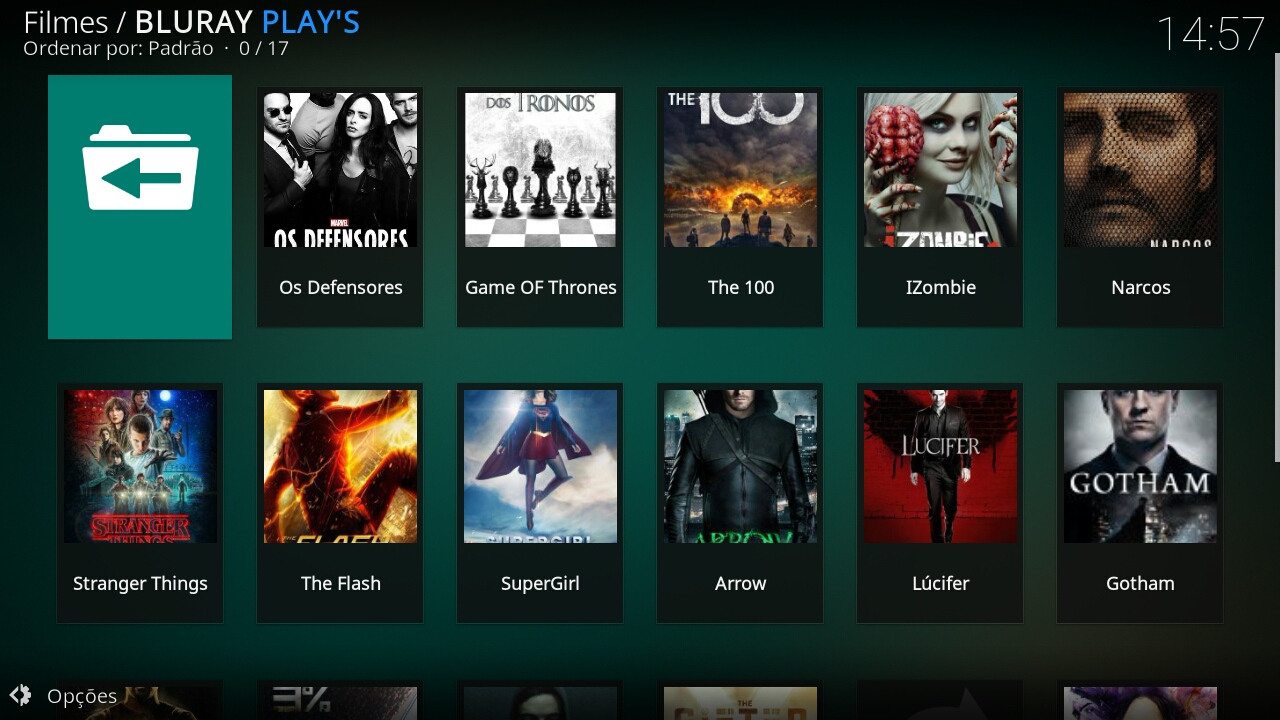 Filmes / BLURAY PLAY'S
Ordenar por: Padrão · 0 / 17
14:57
MARVEL
OS DEFENSORES
DOS TRONOS
THE 100
IZOMBIE
NARCOS
Os Defensores
Game OF Thrones
The 100
IZombie
Narcos
STRANGER THINGS
THE FLASH
SUPERGIRL
ARROW
LUCIFER
GOTHAM
Stranger Things
The Flash
SuperGirl
Arrow
Lúcifer
Gotham
3%
THE
GIFTED
Opções